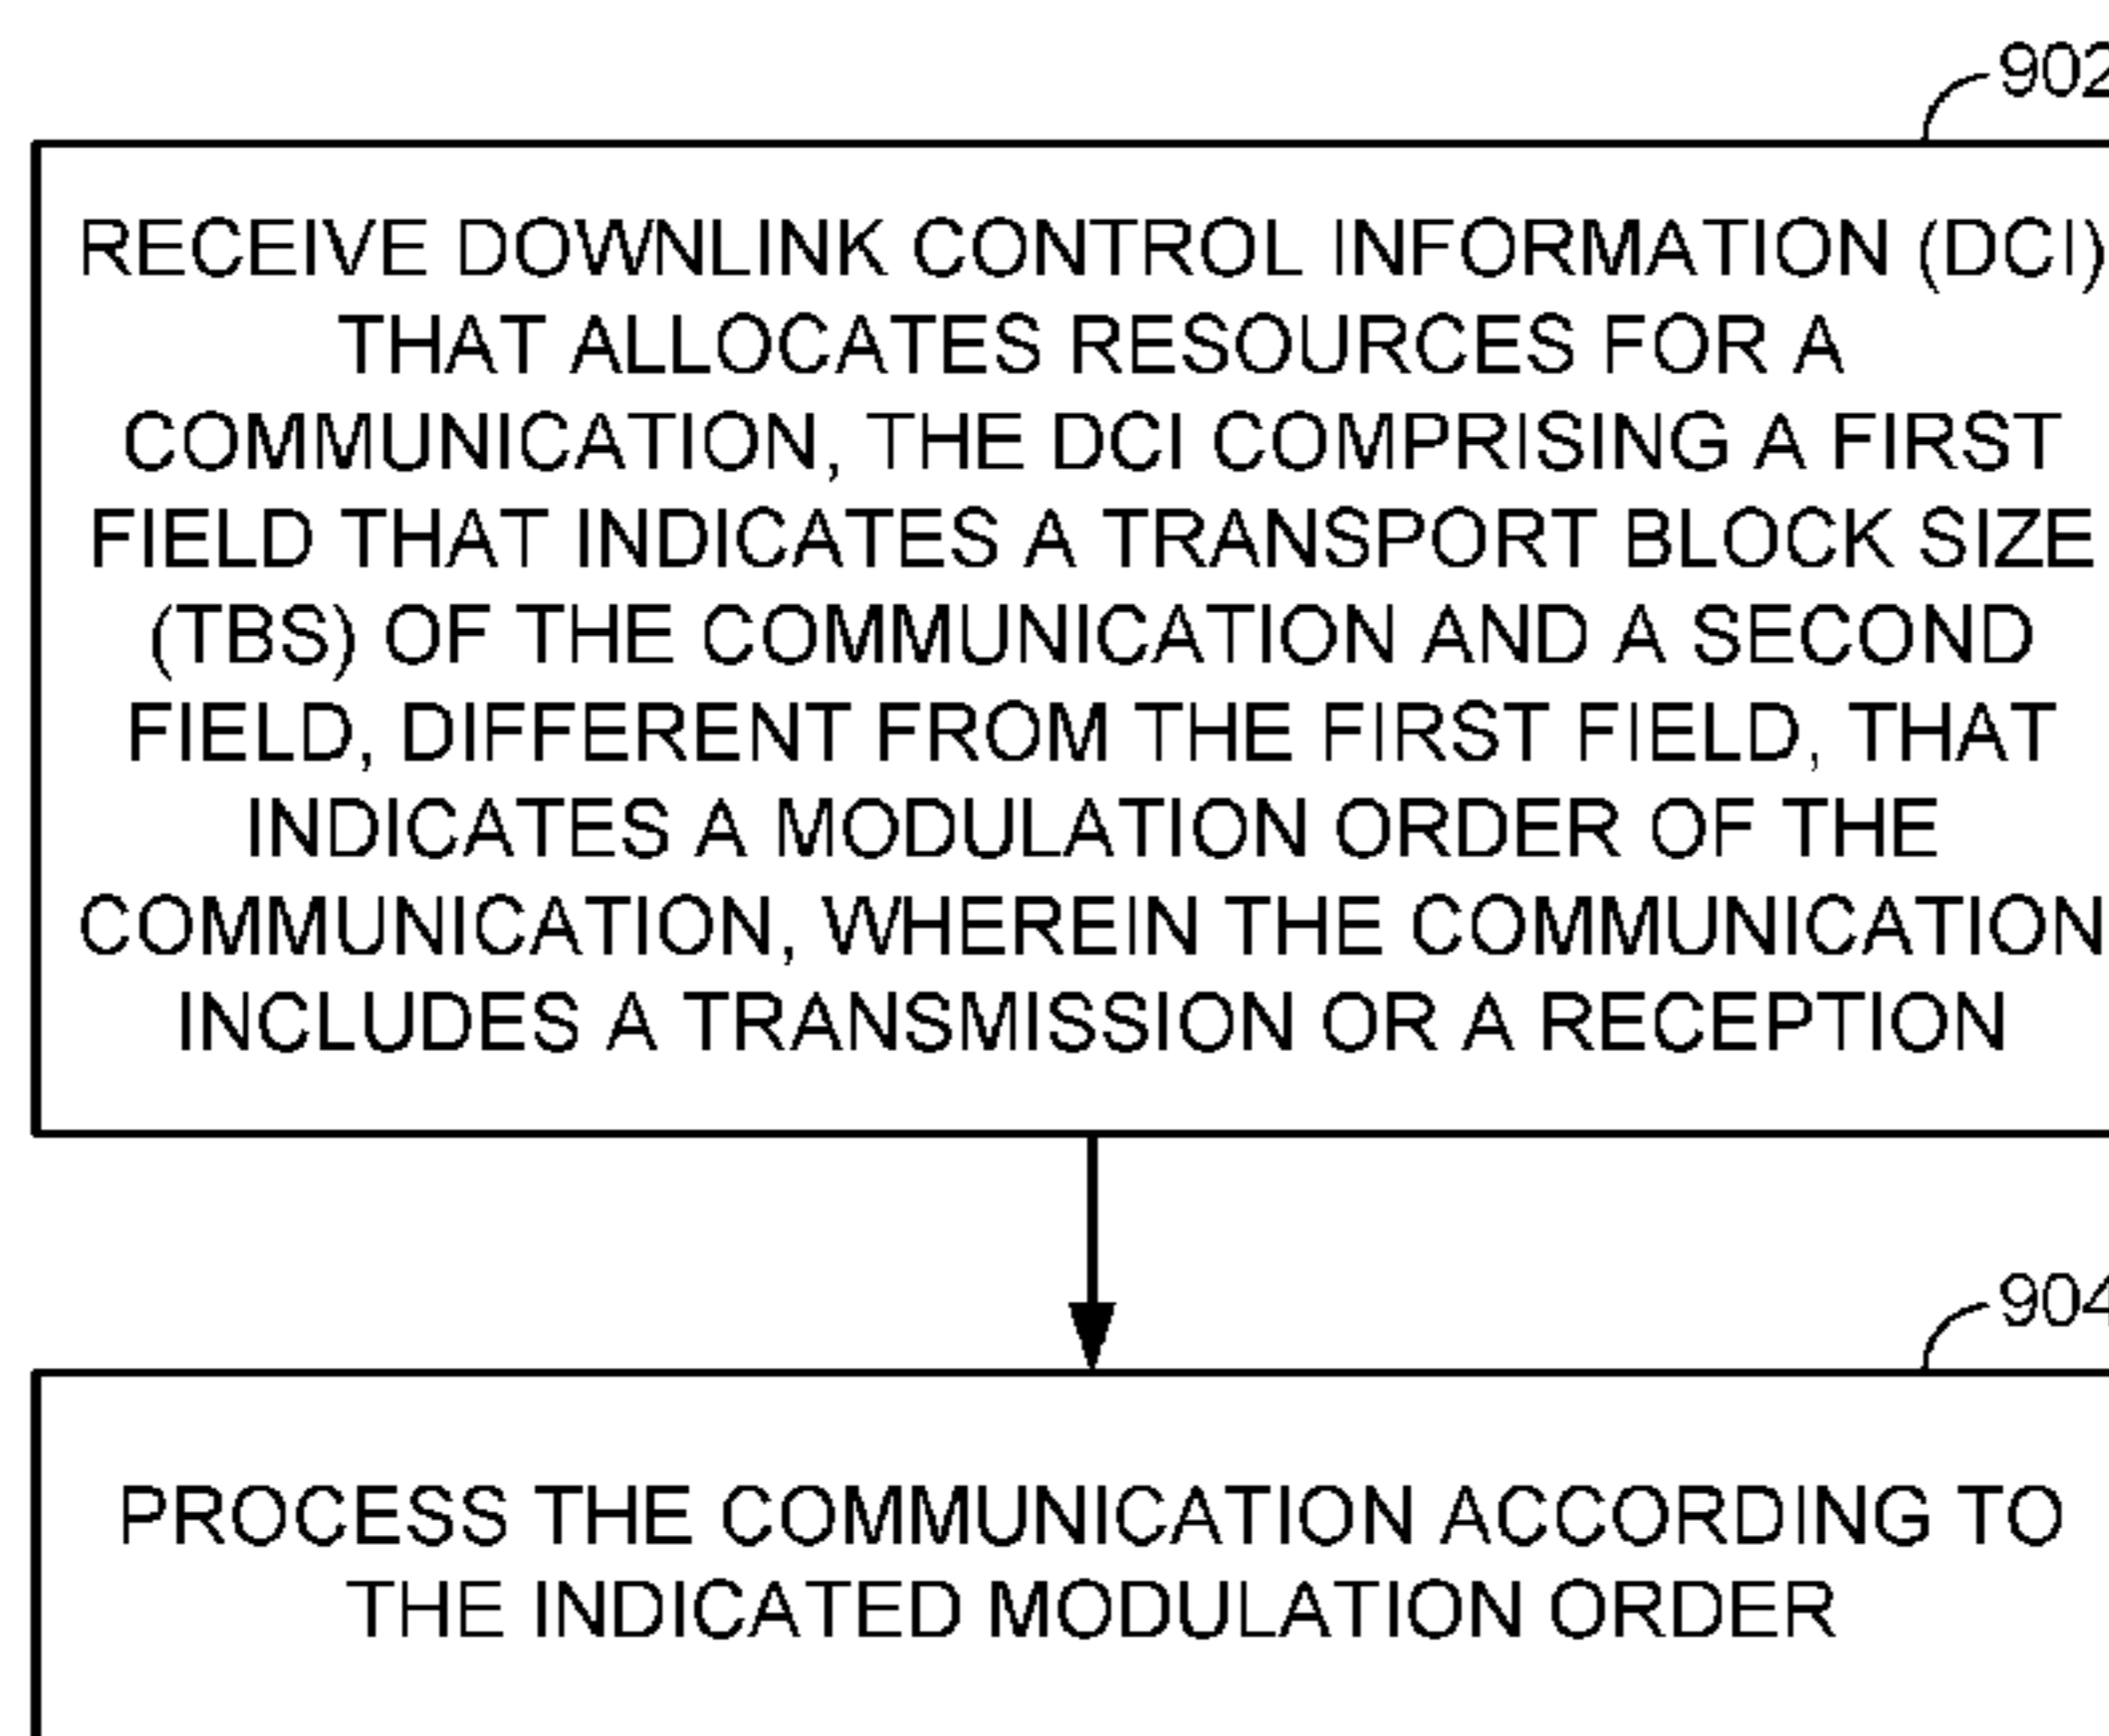 902
RECEIVE DOWNLINK CONTROL INFORMATION (DCI)
THAT ALLOCATES RESOURCES FOR A
COMMUNICATION, THE DCI COMPRISING A FIRST
FIELD THAT INDICATES A TRANSPORT BLOCK SIZE
(TBS) OF THE COMMUNICATION AND A SECOND
FIELD, DIFFERENT FROM THE FIRST FIELD, THAT
INDICATES A MODULATION ORDER OF THE
COMMUNICATION, WHEREIN THE COMMUNICATION
INCLUDES A TRANSMISSION OR A RECEPTION
904
PROCESS THE COMMUNICATION ACCORDING TO
THE INDICATED MODULATION ORDER